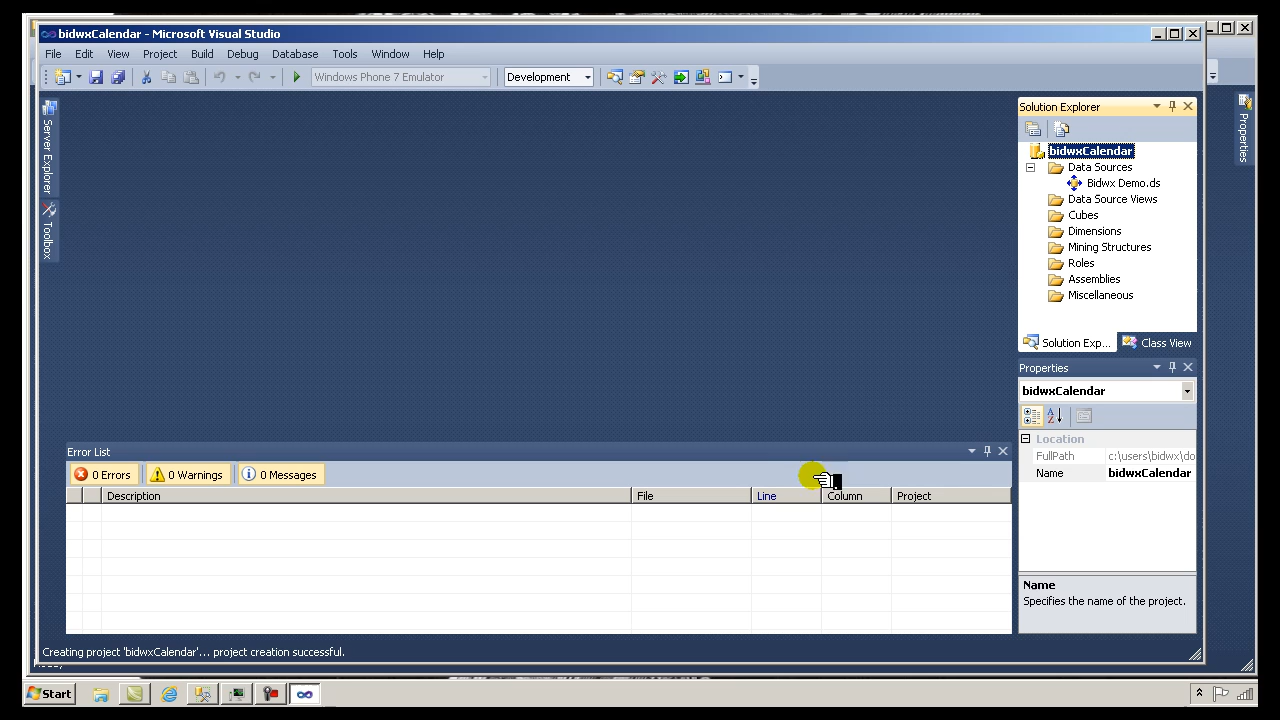 bidwxCalendar - Microsoft Visual Studio
File Edit View Project Build Debug Database Tools Window Help
Windows Phone 7 Emulator Development
Server Explorer
Toolbox
Solution Explorer
bidwxCalendar
Data Sources
Bidwx Demo.ds
Data Source Views
Cubes
Dimensions
Mining Structures
Roles
Assemblies
Miscellaneous
Solution Exp... Class View
Properties
Properties
bidwxCalendar
Location
FullPath c:\users\bidwx\do
Name bidwxCalendar
Name
Specifies the name of the project.
Error List
0 Errors 0 Warnings 0 Messages
Description File Line Column Project
Creating project 'bidwxCalendar'... project creation successful.
Start